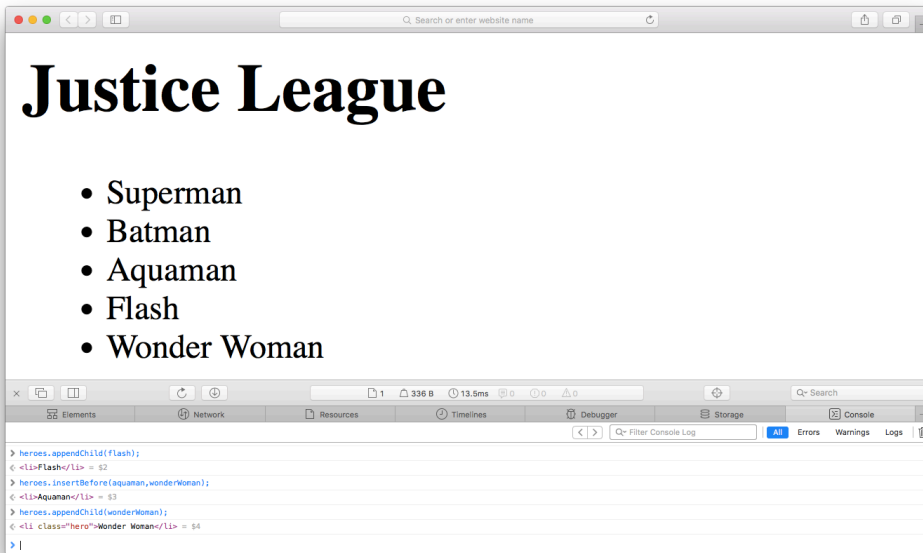 Search or enter website name
Justice League
• Superman
• Batman
• Aquaman
• Flash
• Wonder Woman
1 336 B 13.5ms 0 0 0 Search
Elements Network Resources Timelines Debugger Storage Console
Filter Console Log All Errors Warnings Logs
> heroes.appendChild(flash);
<li>Flash</li> = $2
> heroes.insertBefore(aquaman,wonderWoman);
<li>Aquaman</li> = $3
> heroes.appendChild(wonderWoman);
<li class="hero">Wonder Woman</li> = $4
>